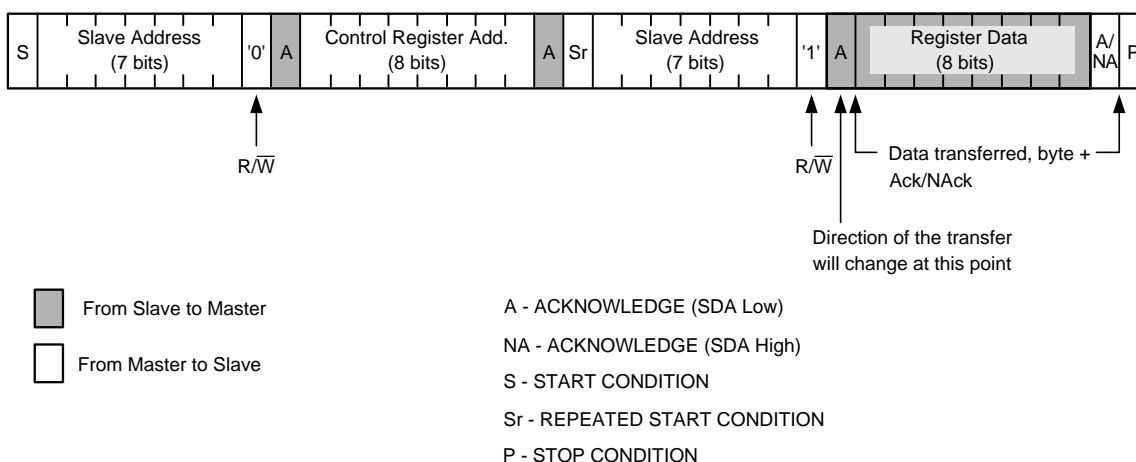 S
Slave Address
(7 bits)
'0'
A
Control Register Add.
(8 bits)
A
Sr
Slave Address
(7 bits)
'1'
A
Register Data
(8 bits)
A/
NA
P
R/W̅
R/W̅
Data transferred, byte +
Ack/NAck
Direction of the transfer
will change at this point
From Slave to Master
From Master to Slave
A - ACKNOWLEDGE (SDA Low)
NA - ACKNOWLEDGE (SDA High)
S - START CONDITION
Sr - REPEATED START CONDITION
P - STOP CONDITION